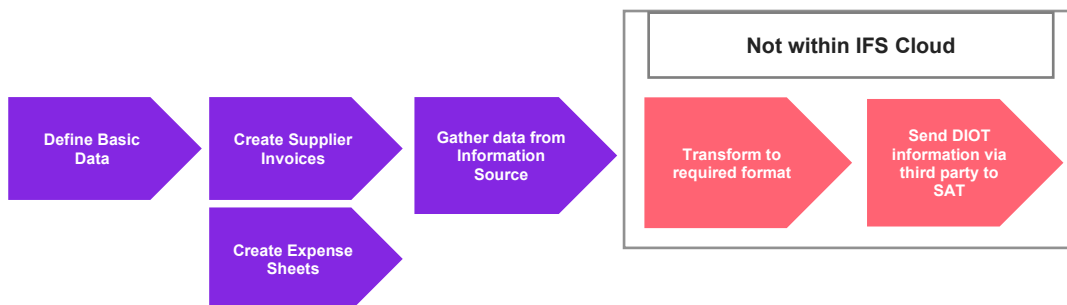 Not within IFS Cloud
Define Basic
Data
Create Supplier
Invoices
Create Expense
Sheets
Gather data from
Information
Source
Transform to
required format
Send DIOT
information via
third party to
SAT